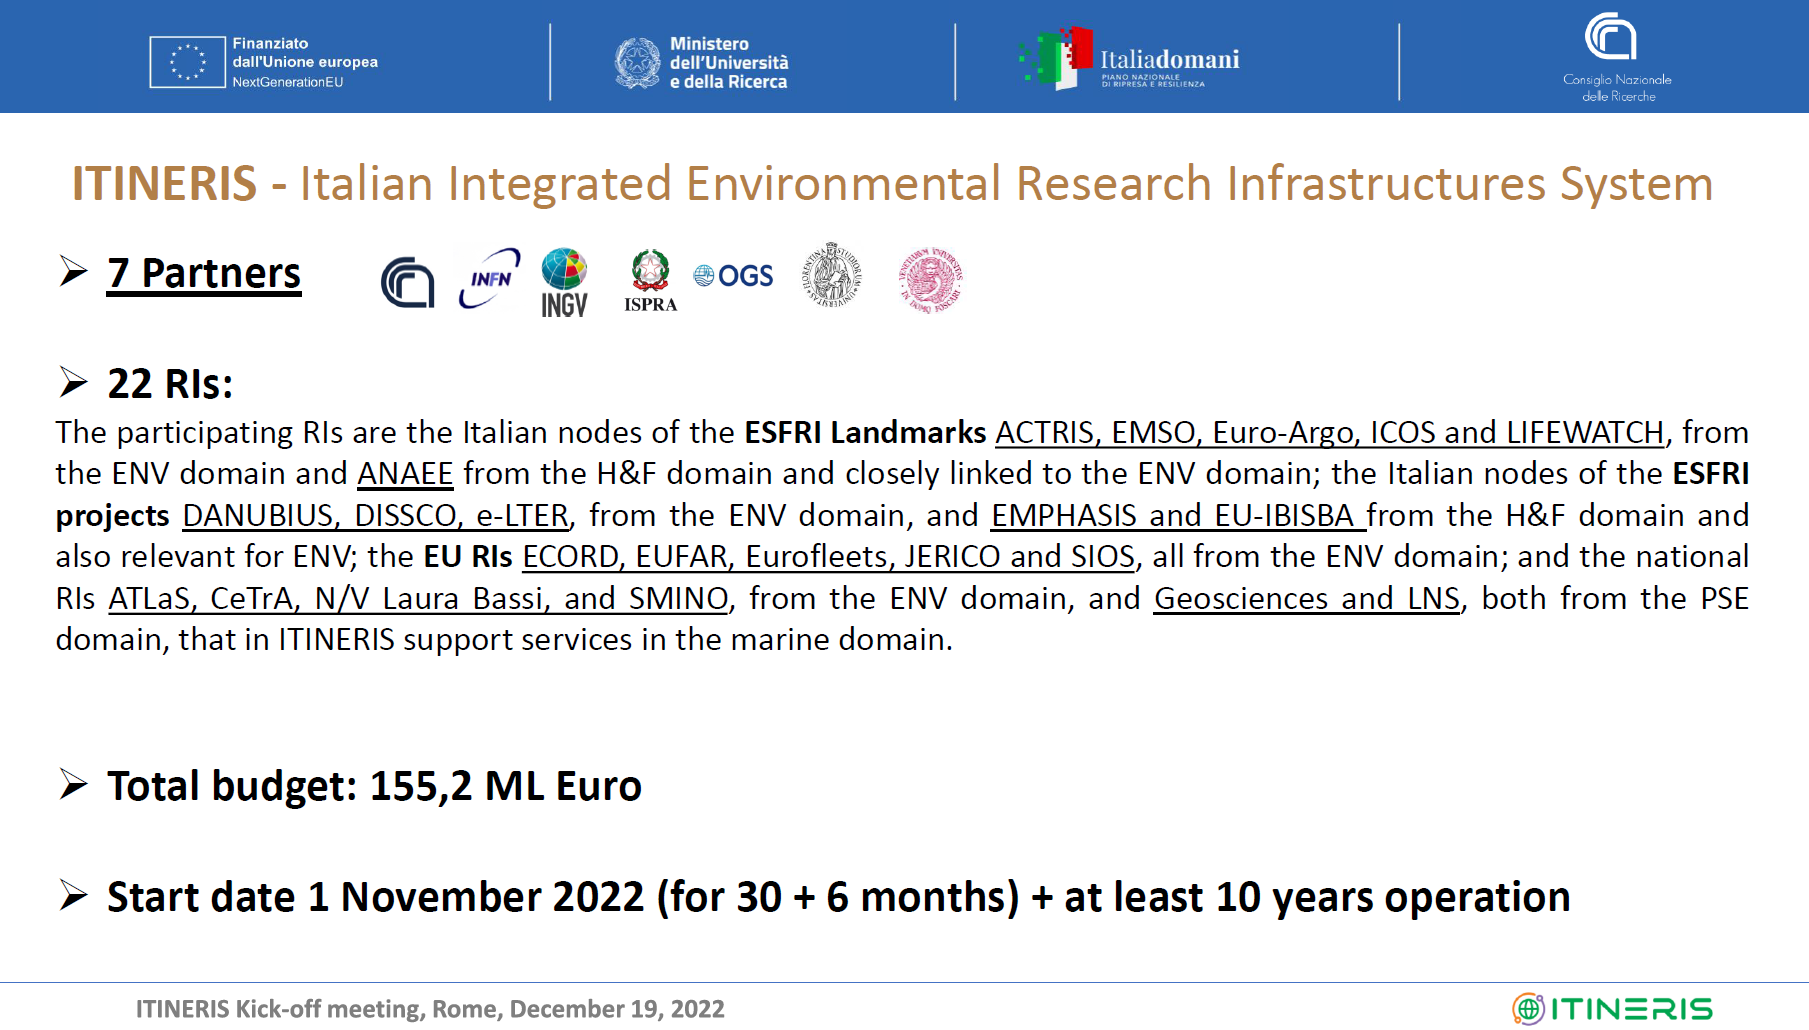 Finanziato
dall'Unione europea
NextGenerationEU
Ministero
dell'Università
e della Ricerca
Italiadomani
PIANO NAZIONALE
DI RIPRESA E RESILIENZA
Consiglio Nazionale
delle Ricerche
ITINERIS - Italian Integrated Environmental Research Infrastructures System
➢ 7 Partners
INFN
INGV
ISPRA
OGS
➢ 22 RIs:
The participating RIs are the Italian nodes of the ESFRI Landmarks ACTRIS, EMSO, Euro-Argo, ICOS and LIFEWATCH, from
the ENV domain and ANAEE from the H&F domain and closely linked to the ENV domain; the Italian nodes of the ESFRI
projects DANUBIUS, DISSCO, e-LTER, from the ENV domain, and EMPHASIS and EU-IBISBA from the H&F domain and
also relevant for ENV; the EU RIs ECORD, EUFAR, Eurofleets, JERICO and SIOS, all from the ENV domain; and the national
RIs ATLaS, CeTrA, N/V Laura Bassi, and SMINO, from the ENV domain, and Geosciences and LNS, both from the PSE
domain, that in ITINERIS support services in the marine domain.
➢ Total budget: 155,2 ML Euro
➢ Start date 1 November 2022 (for 30 + 6 months) + at least 10 years operation
ITINERIS Kick-off meeting, Rome, December 19, 2022
ITINERIS